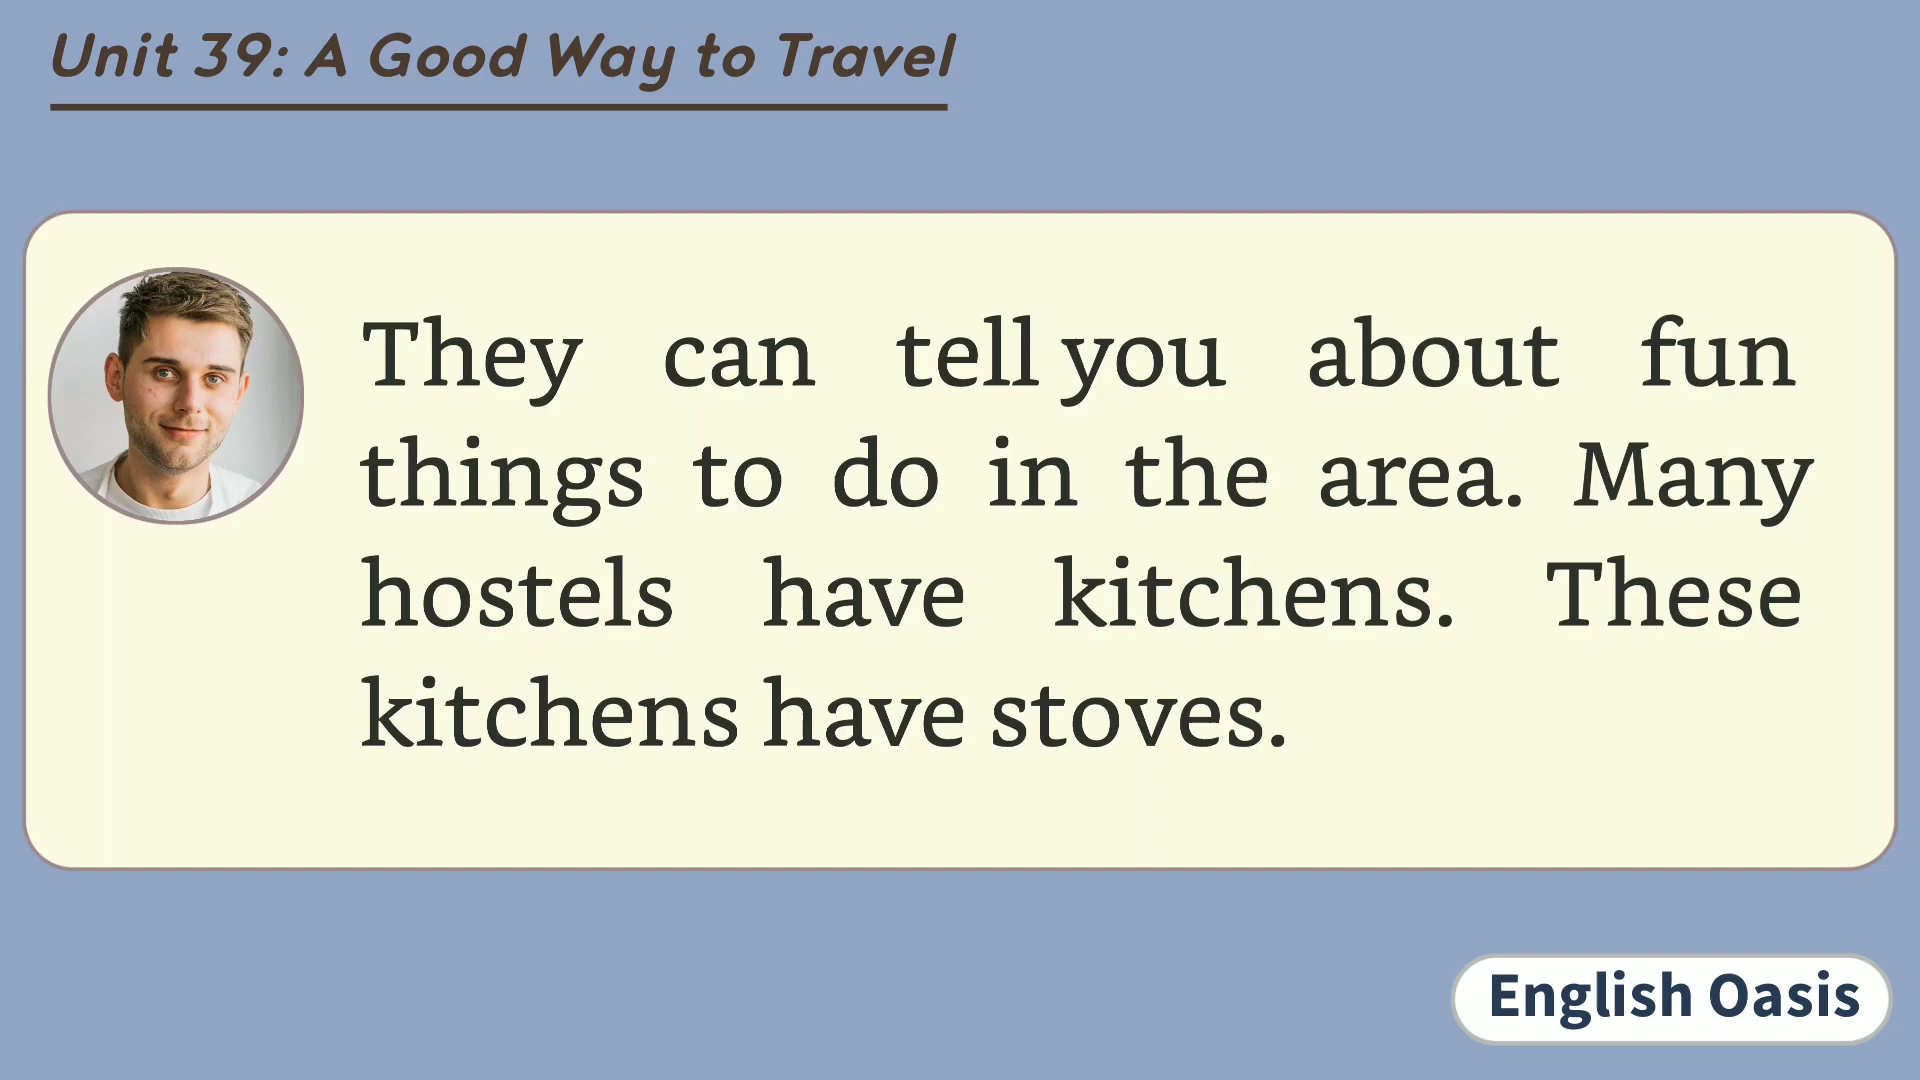 Unit 39: A Good Way to Travel
They can tell you about fun
things to do in the area. Many
hostels have kitchens. These
kitchens have stoves.
English Oasis